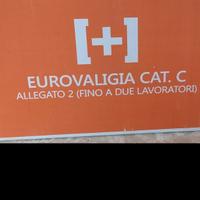 [+]
EUROVALIGIA CAT. C
ALLEGATO 2 (FINO A DUE LAVORATORI)